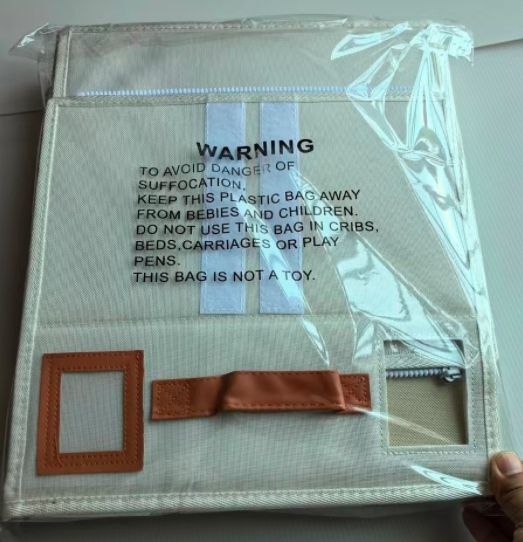 WARNING
TO AVOID DANGER OF
SUFFOCATION,
KEEP THIS PLASTIC BAG AWAY
FROM BEBIES AND CHILDREN.
DO NOT USE THIS BAG IN CRIBS,
BEDS,CARRIAGES OR PLAY
PENS.
THIS BAG IS NOT A TOY.